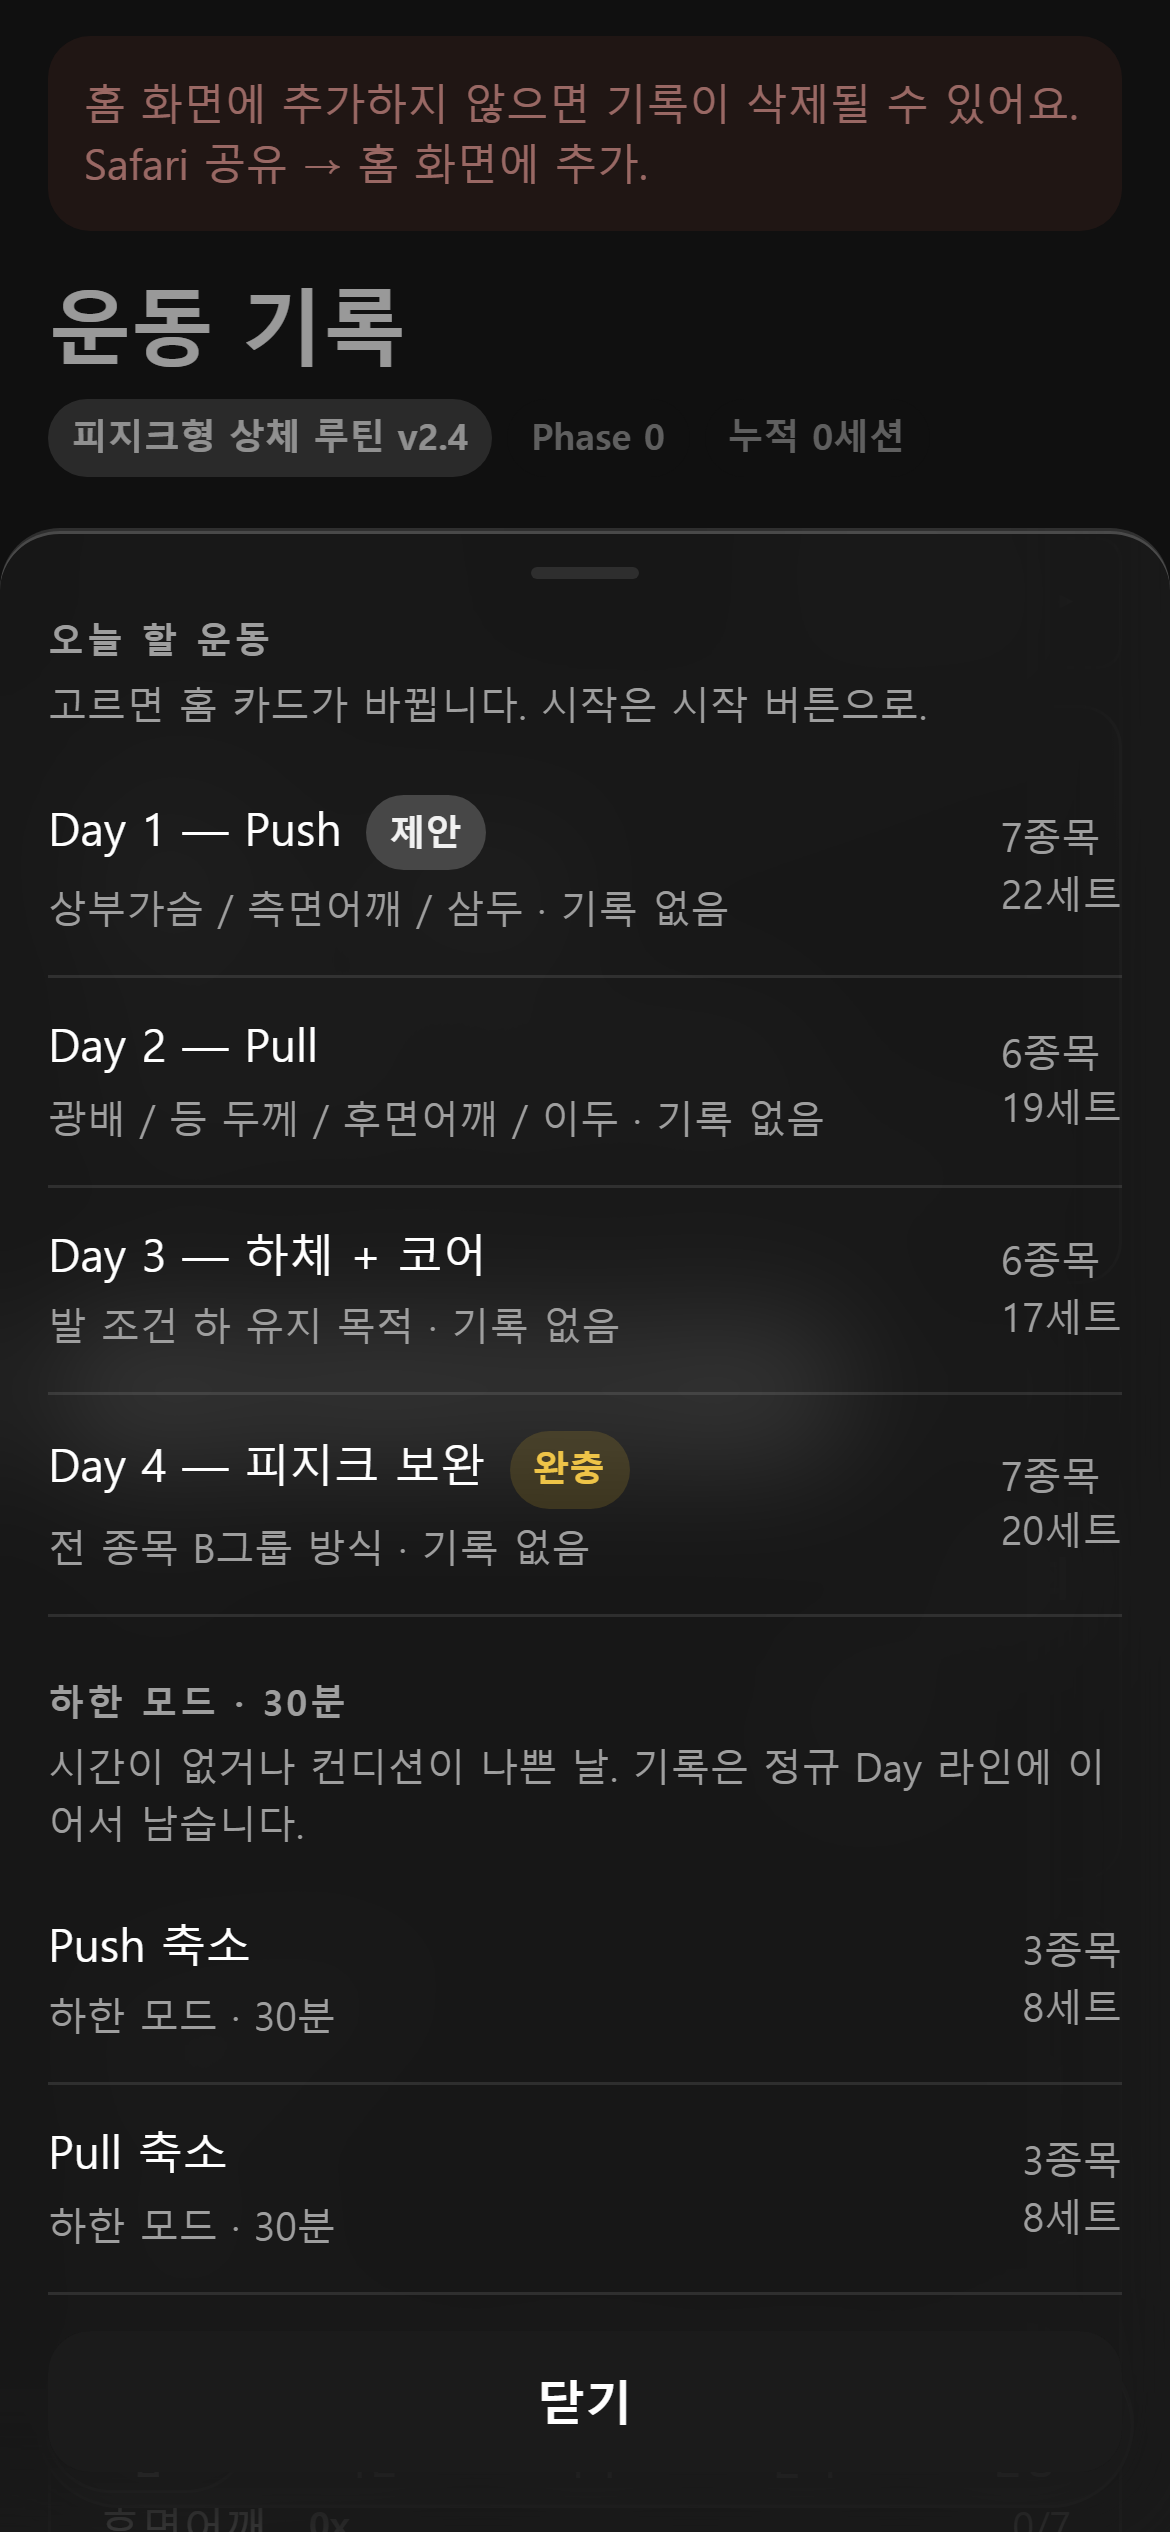 홈 화면에 추가하지 않으면 기록이 삭제될 수 있어요.
Safari 공유 → 홈 화면에 추가.
운동 기록
피지크형 상체 루틴 v2.4
Phase 0
누적 0세션
오늘 할 운동
고르면 홈 카드가 바뀝니다. 시작은 시작 버튼으로.
Day 1 — Push 제안
상부가슴 / 측면어깨 / 삼두 · 기록 없음
7종목
22세트
Day 2 — Pull
광배 / 등 두께 / 후면어깨 / 이두 · 기록 없음
6종목
19세트
Day 3 — 하체 + 코어
발 조건 하 유지 목적 · 기록 없음
6종목
17세트
Day 4 — 피지크 보완 완충
전 종목 B그룹 방식 · 기록 없음
7종목
20세트
하한 모드 · 30분
시간이 없거나 컨디션이 나쁜 날. 기록은 정규 Day 라인에 이
어서 남습니다.
Push 축소
하한 모드 · 30분
3종목
8세트
Pull 축소
하한 모드 · 30분
3종목
8세트
닫기
후면어깨 0x 0/7